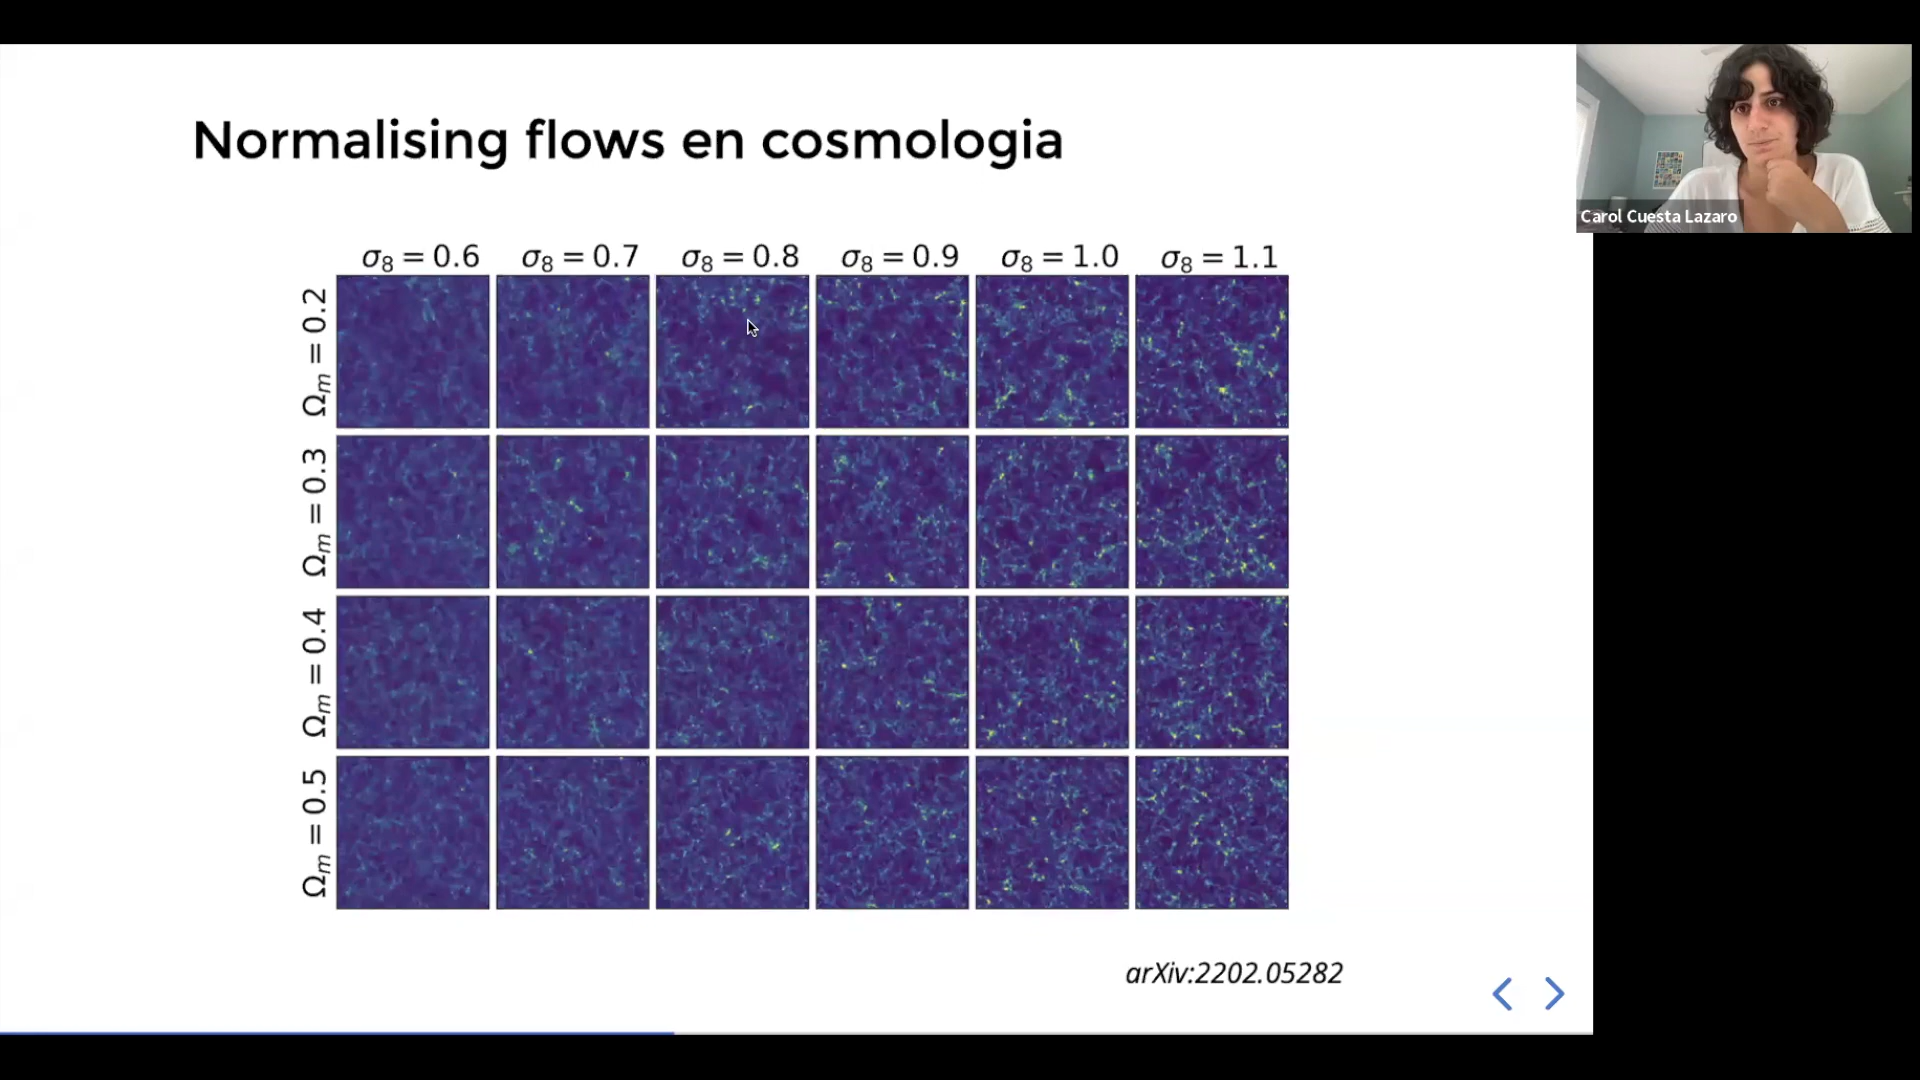 Normalising flows en cosmologia
Carol Cuesta Lazaro
σ8 = 0.6 σ8 = 0.7 σ8 = 0.8 σ8 = 0.9 σ8 = 1.0 σ8 = 1.1
Ωm = 0.2
Ωm = 0.3
Ωm = 0.4
Ωm = 0.5
arXiv:2202.05282